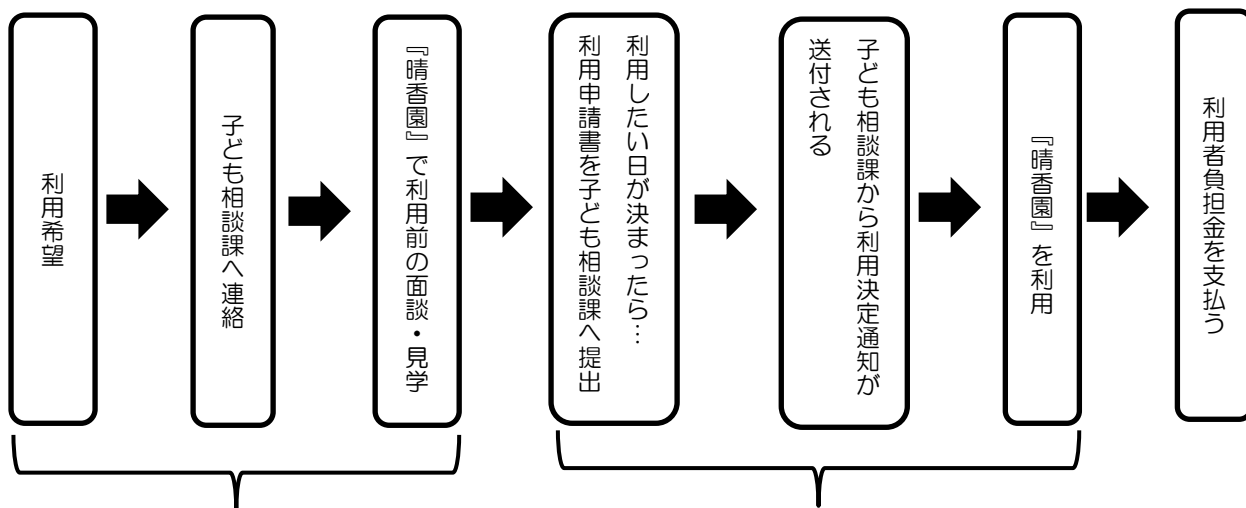 利用希望
子ども相談課へ連絡
『晴香園』で利用前の面談・見学
利用したい日が決まったら…
利用申請書を子ども相談課へ提出
子ども相談課から利用決定通知が
送付される
『晴香園』を利用
利用者負担金を支払う